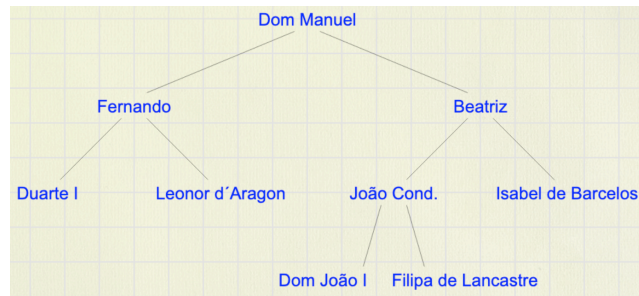 Dom Manuel
Fernando Beatriz
Duarte I Leonor d´Aragon João Cond. Isabel de Barcelos
Dom João I Filipa de Lancastre